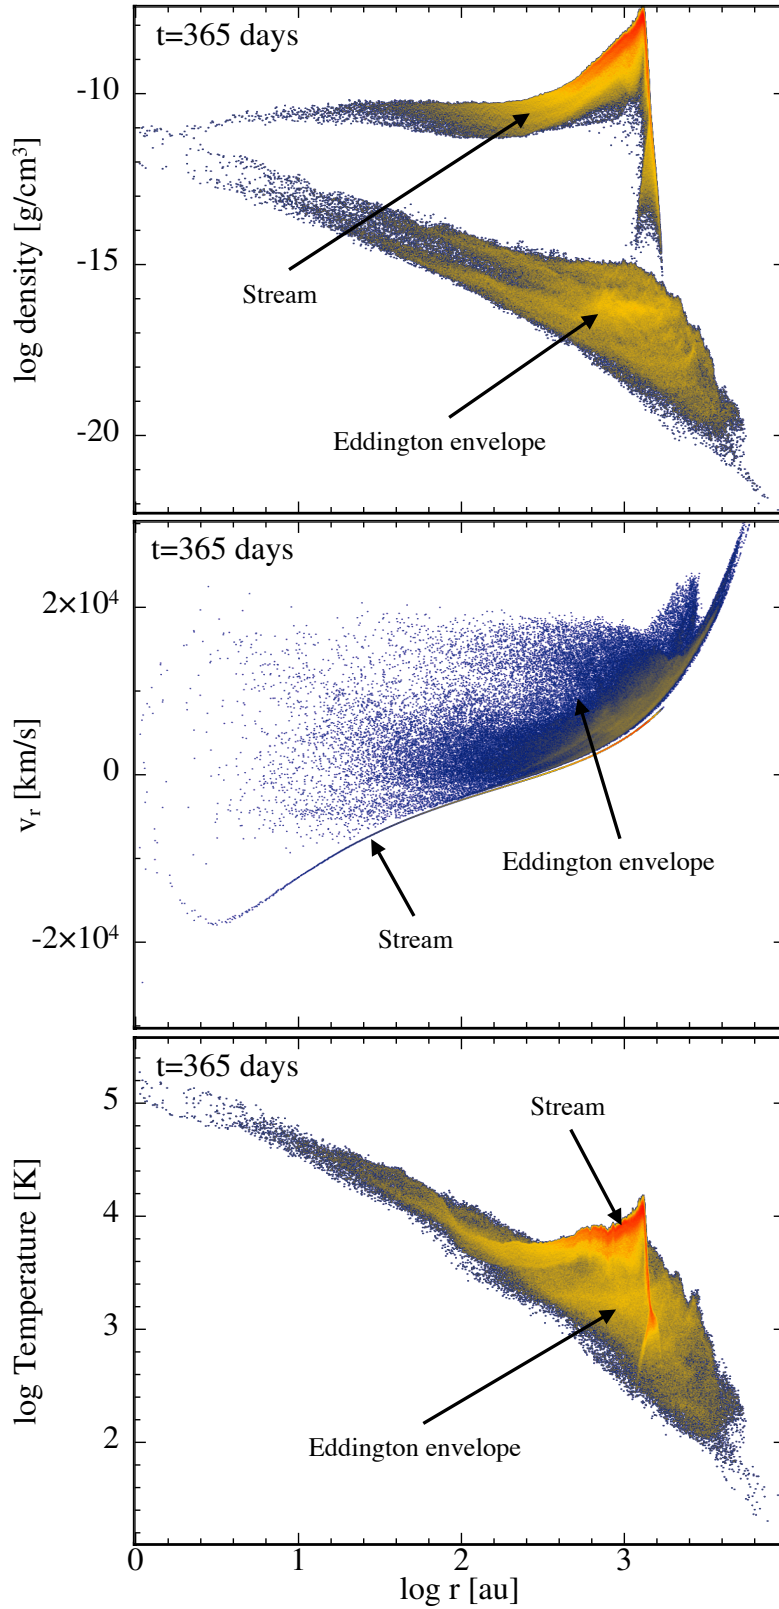 t=365 days
-10
-15
-20
log density [g/cm³]
Stream
Eddington envelope
t=365 days
2×10⁴
0
-2×10⁴
v_r [km/s]
Eddington envelope
Stream
t=365 days
5
4
3
2
log Temperature [K]
Stream
Eddington envelope
0 1 2 3
log r [au]